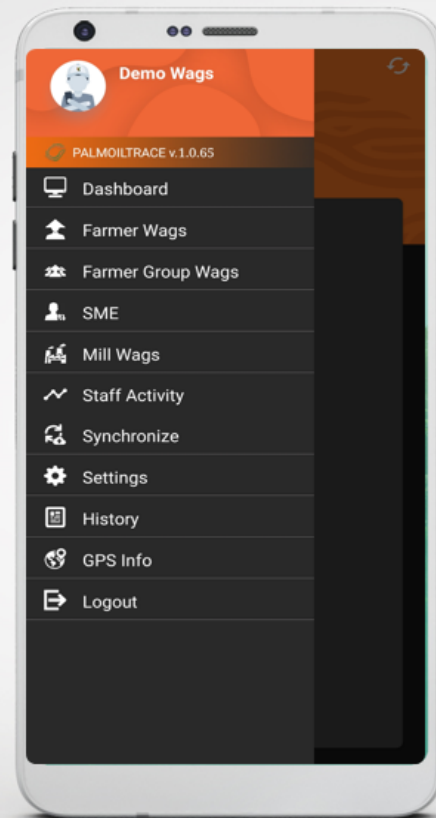 Demo Wags
PALMOILTRACE v.1.0.65
Dashboard
Farmer Wags
Farmer Group Wags
SME
Mill Wags
Staff Activity
Synchronize
Settings
History
GPS Info
Logout